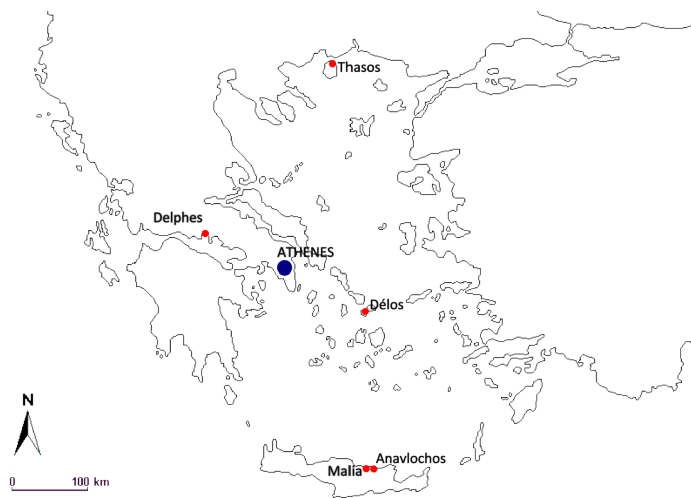 Thasos
Delphes
ATHENES
Délos
N
Anavlochos
Malia
0 100 km